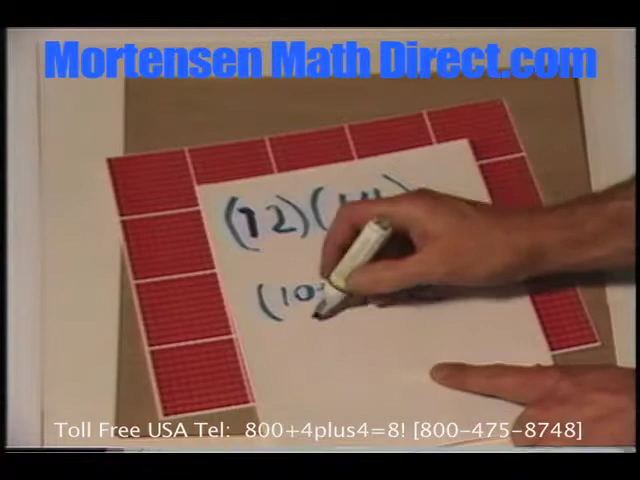 Mortensen Math Direct.com
(12)(
(10
Toll Free USA Tel: 800+4plus4=8! [800-475-8748]